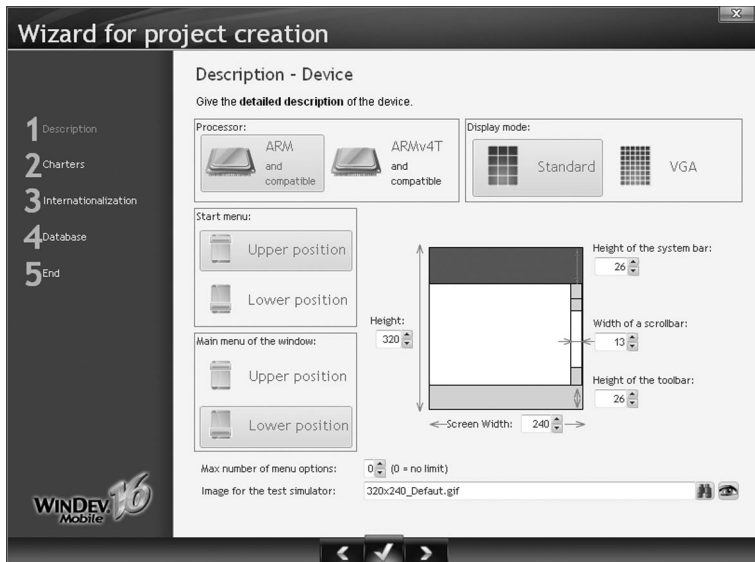 Wizard for project creation
x
1 Description
2 Charters
3 Internationalization
4 Database
5 End
WINDEV 16
Mobile
Description - Device
Give the detailed description of the device.
Processor:
ARM
and
compatible
ARMv4T
and
compatible
Display mode:
Standard
VGA
Start menu:
Upper position
Lower position
Main menu of the window:
Upper position
Lower position
Height:
320
Height of the system bar:
26
Width of a scrollbar:
13
Height of the toolbar:
26
Screen Width: 240
Max number of menu options: 0 (0 = no limit)
Image for the test simulator: 320x240_Defaut.gif